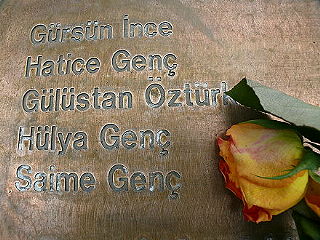 Gürsün İnce
Hatice Genç
Gülüstan Öztürk
Hülya Genç
Saime Genç